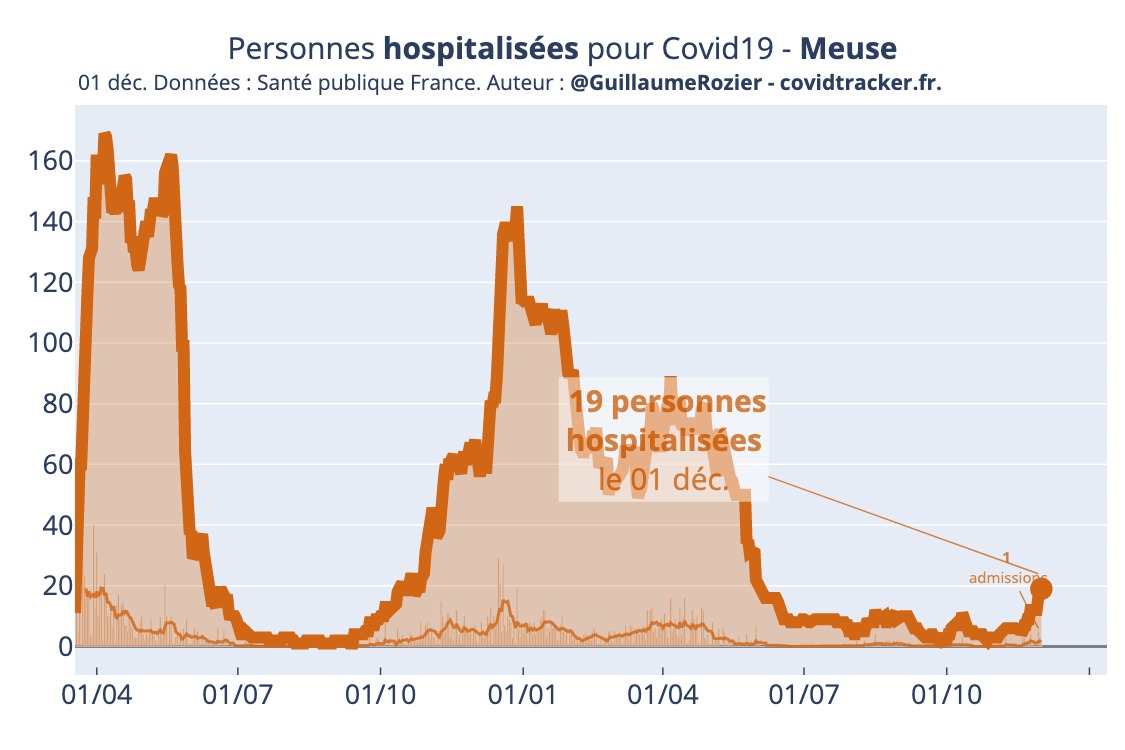 Personnes hospitalisées pour Covid19 - Meuse
01 déc. Données : Santé publique France. Auteur : @GuillaumeRozier - covidtracker.fr.
160
140
120
100
80
60
40
20
0
19 personnes
hospitalisées
le 01 déc.
1
admissions
01/04
01/07
01/10
01/01
01/04
01/07
01/10